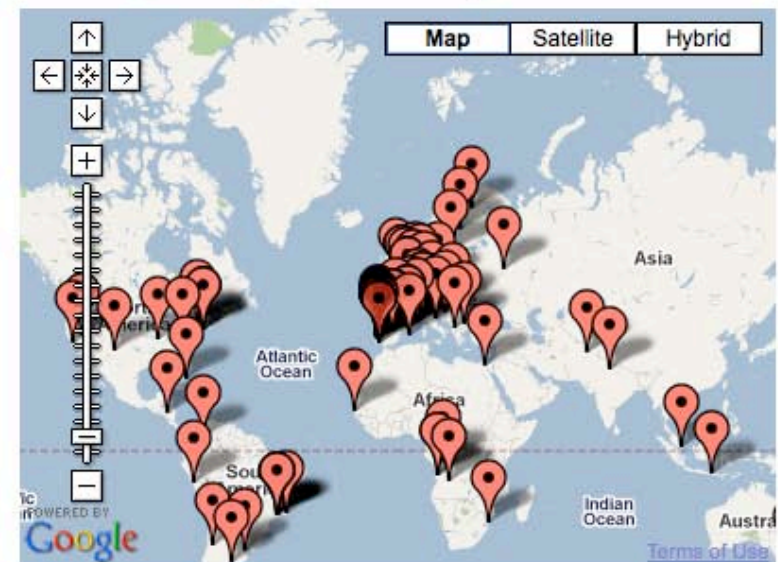 Map Satellite Hybrid
Asia
Atlantic
Ocean
Africa
Indian
Ocean
POWERED BY
Google
Terms of Use